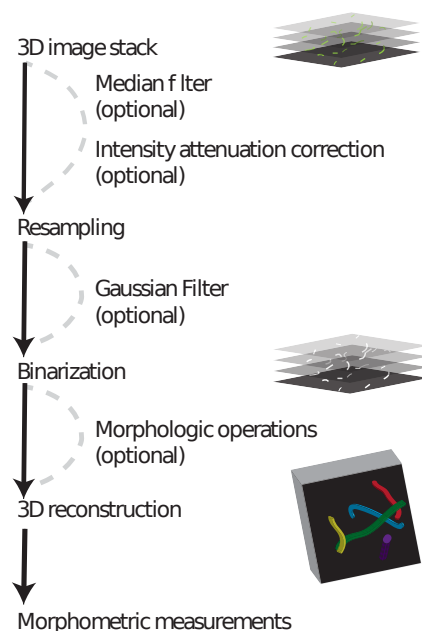 3D image stack
Median f lter
(optional)
Intensity attenuation correction
(optional)
Resampling
Gaussian Filter
(optional)
Binarization
Morphologic operations
(optional)
3D reconstruction
Morphometric measurements